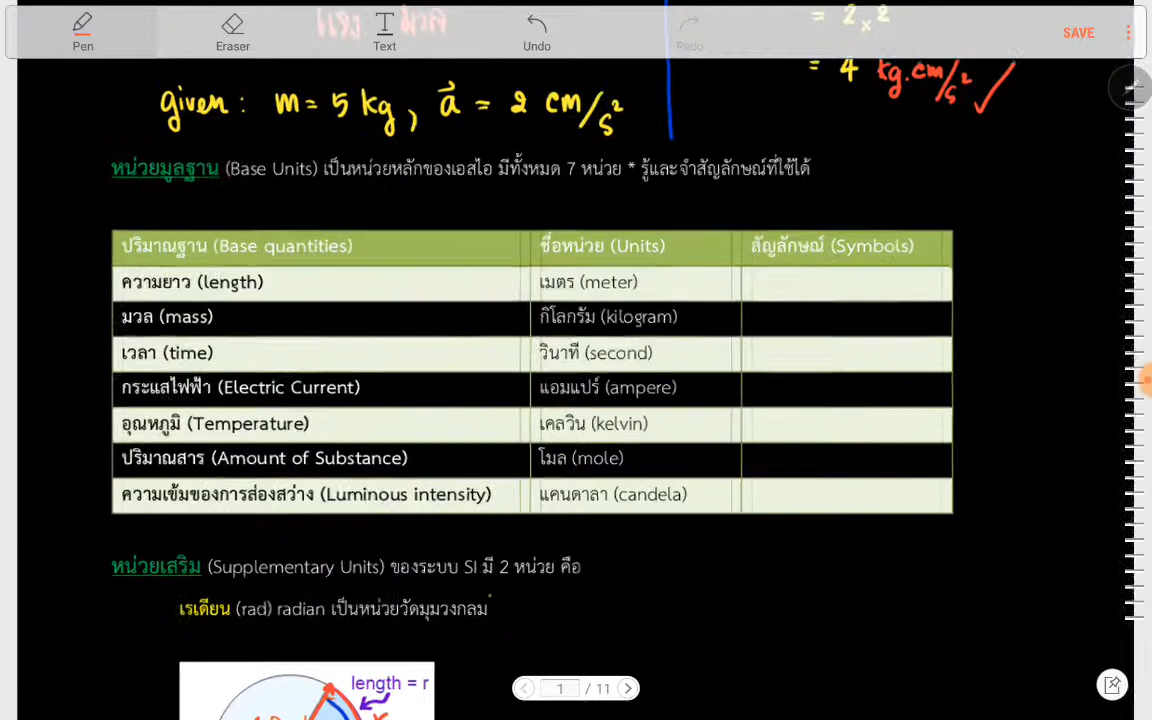 แรง มวล
= 2 × 2
Pen Eraser Text Undo Redo SAVE
= 4 kg.cm/s² ✓
given: m = 5 kg, a⃗ = 2 cm/s²
หน่วยมูลฐาน (Base Units) เป็นหน่วยหลักของเอสไอ มีทั้งหมด 7 หน่วย * รู้และจำสัญลักษณ์ที่ใช้ได้
ปริมาณฐาน (Base quantities) ชื่อหน่วย (Units) สัญลักษณ์ (Symbols)
ความยาว (length) เมตร (meter)
มวล (mass) กิโลกรัม (kilogram)
เวลา (time) วินาที (second)
กระแสไฟฟ้า (Electric Current) แอมแปร์ (ampere)
อุณหภูมิ (Temperature) เคลวิน (kelvin)
ปริมาณสาร (Amount of Substance) โมล (mole)
ความเข้มของการส่องสว่าง (Luminous intensity) แคนดาลา (candela)
หน่วยเสริม (Supplementary Units) ของระบบ SI มี 2 หน่วย คือ
เรเดียน (rad) radian เป็นหน่วยวัดมุมวงกลม
length = r
1 / 11